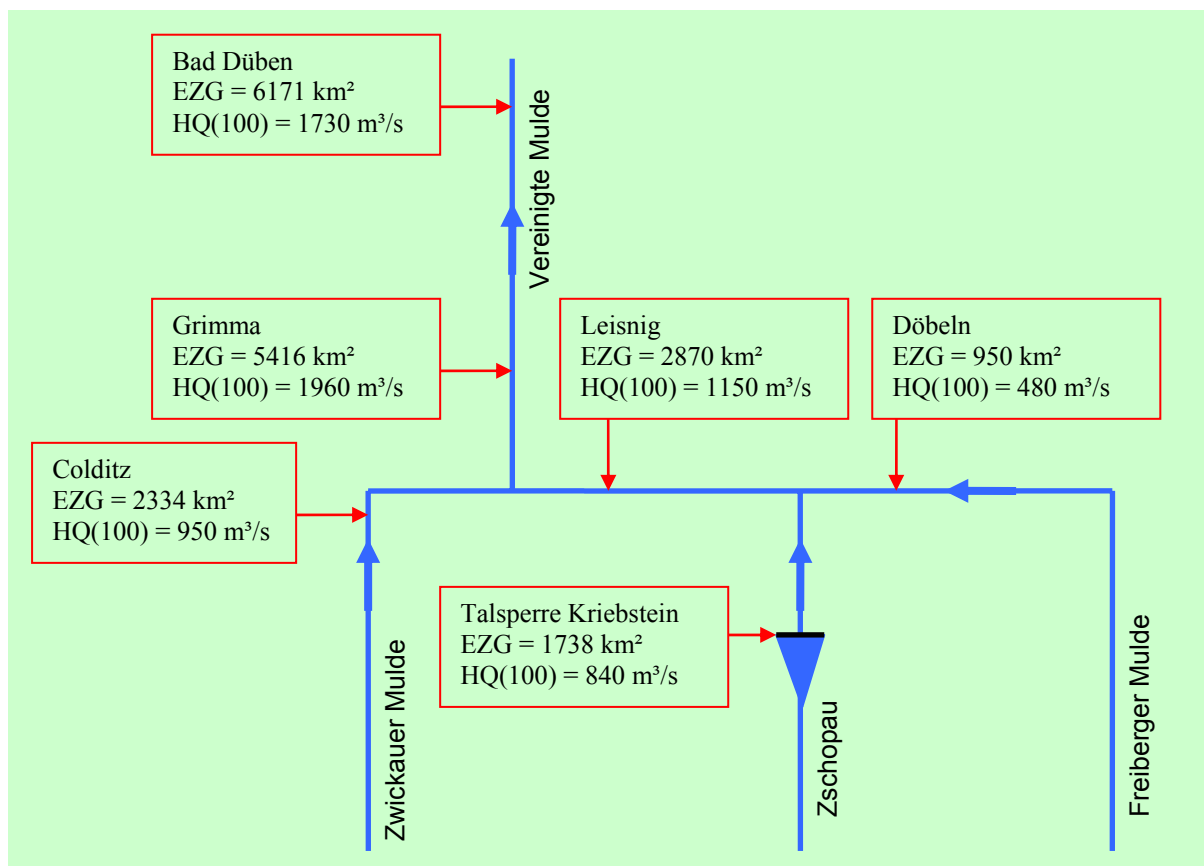 Bad Düben
EZG = 6171 km²
HQ(100) = 1730 m³/s
Vereinigte Mulde
Grimma
EZG = 5416 km²
HQ(100) = 1960 m³/s
Leisnig
EZG = 2870 km²
HQ(100) = 1150 m³/s
Döbeln
EZG = 950 km²
HQ(100) = 480 m³/s
Colditz
EZG = 2334 km²
HQ(100) = 950 m³/s
Talsperre Kriebstein
EZG = 1738 km²
HQ(100) = 840 m³/s
Zwickauer Mulde
Zschopau
Freiberger Mulde